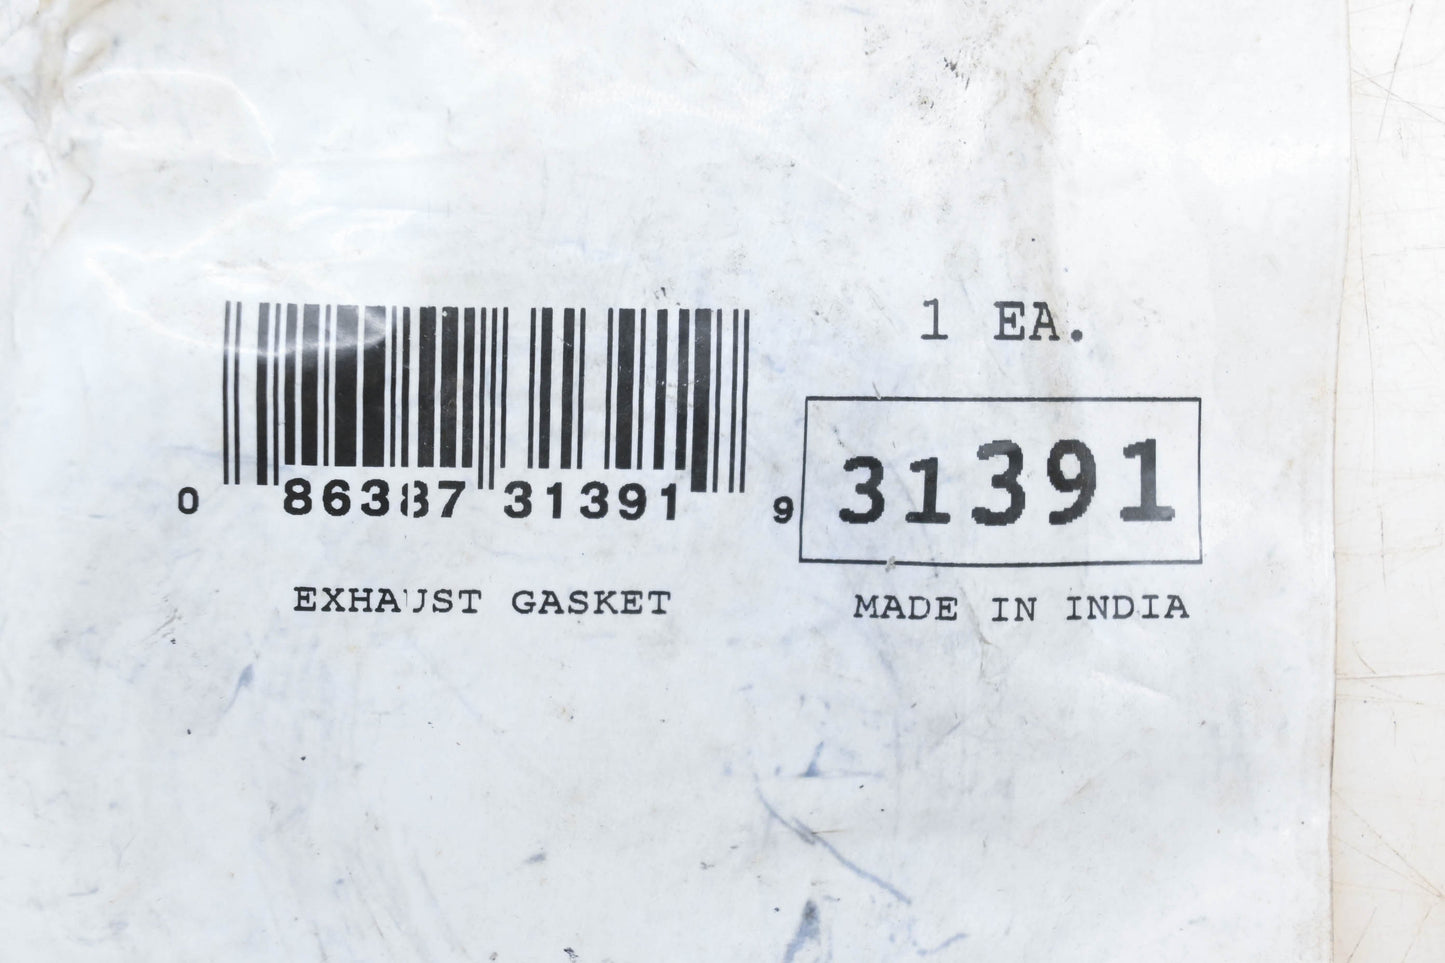 1 EA.
0 86387 31391 9
31391
EXHAUST GASKET
MADE IN INDIA